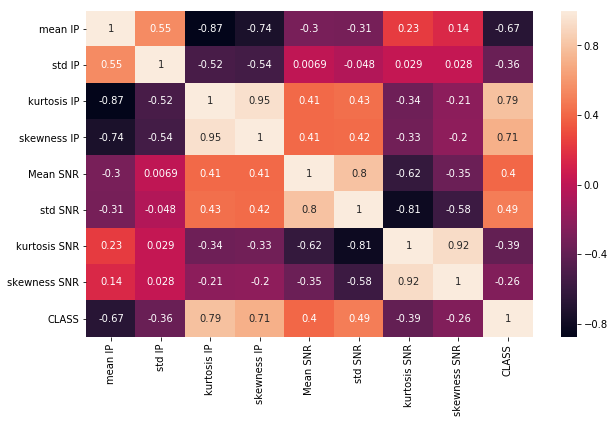 mean IP 1 0.55 -0.87 -0.74 -0.3 -0.31 0.23 0.14 -0.67
std IP 0.55 1 -0.52 -0.54 0.0069 -0.048 0.029 0.028 -0.36
kurtosis IP -0.87 -0.52 1 0.95 0.41 0.43 -0.34 -0.21 0.79
skewness IP -0.74 -0.54 0.95 1 0.41 0.42 -0.33 -0.2 0.71
Mean SNR -0.3 0.0069 0.41 0.41 1 0.8 -0.62 -0.35 0.4
std SNR -0.31 -0.048 0.43 0.42 0.8 1 -0.81 -0.58 0.49
kurtosis SNR 0.23 0.029 -0.34 -0.33 -0.62 -0.81 1 0.92 -0.39
skewness SNR 0.14 0.028 -0.21 -0.2 -0.35 -0.58 0.92 1 -0.26
CLASS -0.67 -0.36 0.79 0.71 0.4 0.49 -0.39 -0.26 1
mean IP
std IP
kurtosis IP
skewness IP
Mean SNR
std SNR
kurtosis SNR
skewness SNR
CLASS
0.8
0.4
0.0
-0.4
-0.8